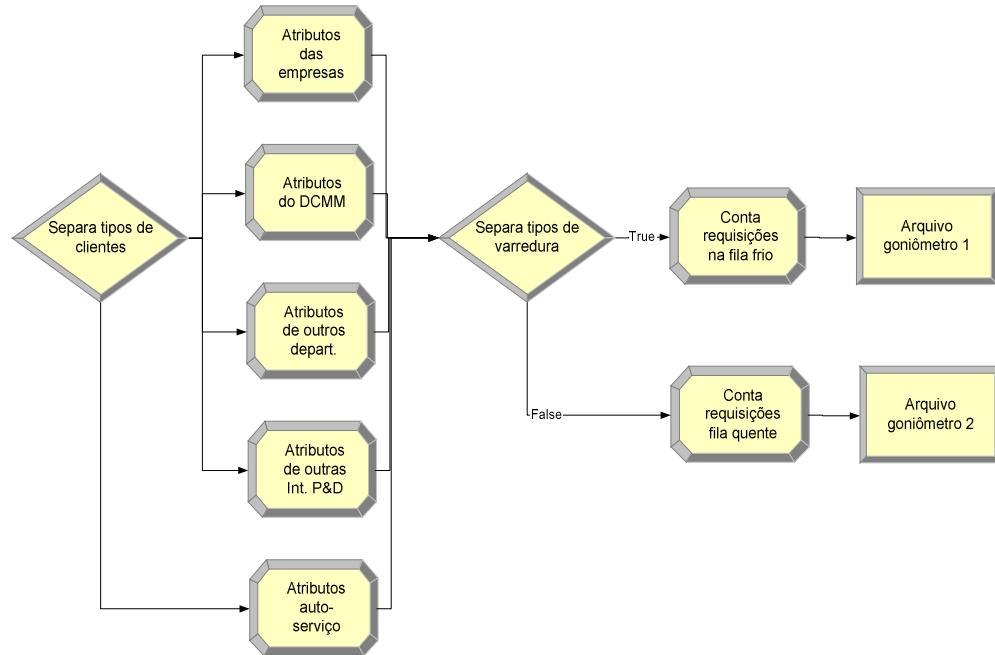 Atributos
das
empresas
Atributos
do DCMM
Separa tipos de
clientes
Atributos
de outros
depart.
Atributos
de outras
Int. P&D
Atributos
auto-
serviço
Separa tipos de
varredura
True
False
Conta
requisições
na fila frio
Arquivo
goniômetro 1
Conta
requisições
fila quente
Arquivo
goniômetro 2